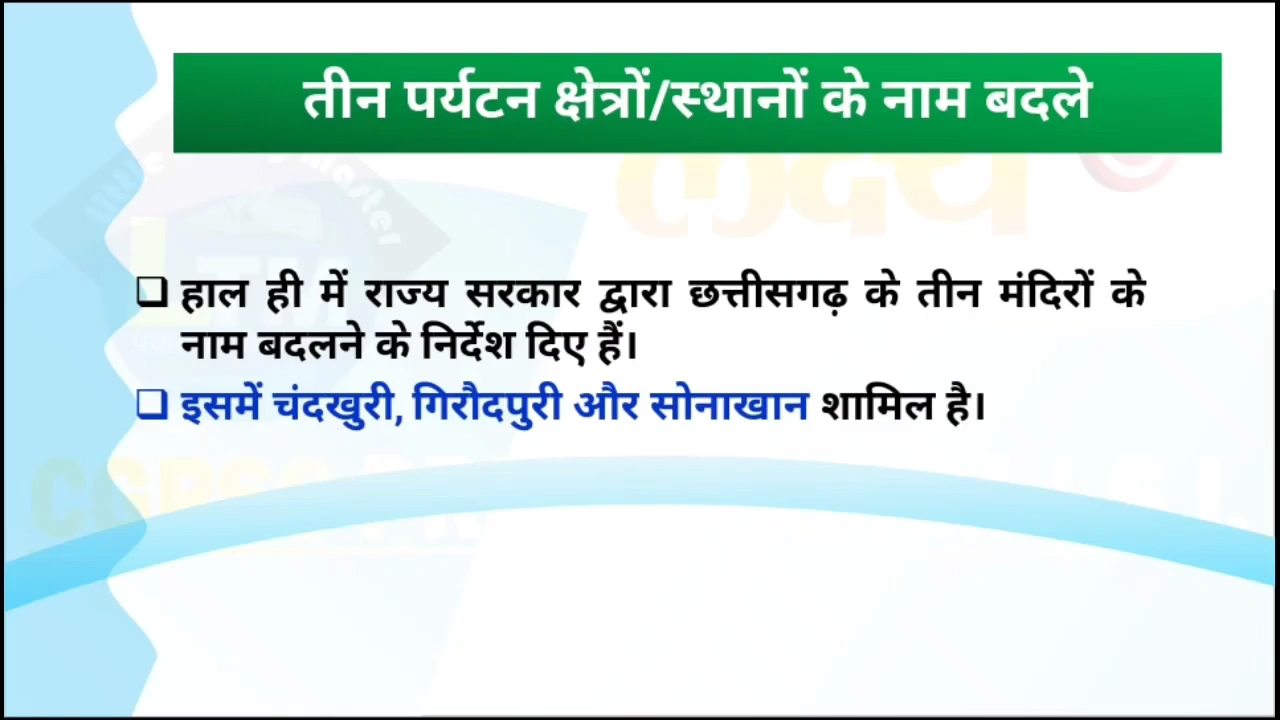 तीन पर्यटन क्षेत्रों/स्थानों के नाम बदले
हाल ही में राज्य सरकार द्वारा छत्तीसगढ़ के तीन मंदिरों के
नाम बदलने के निर्देश दिए हैं।
इसमें चंदखुरी, गिरौदपुरी और सोनाखान शामिल है।